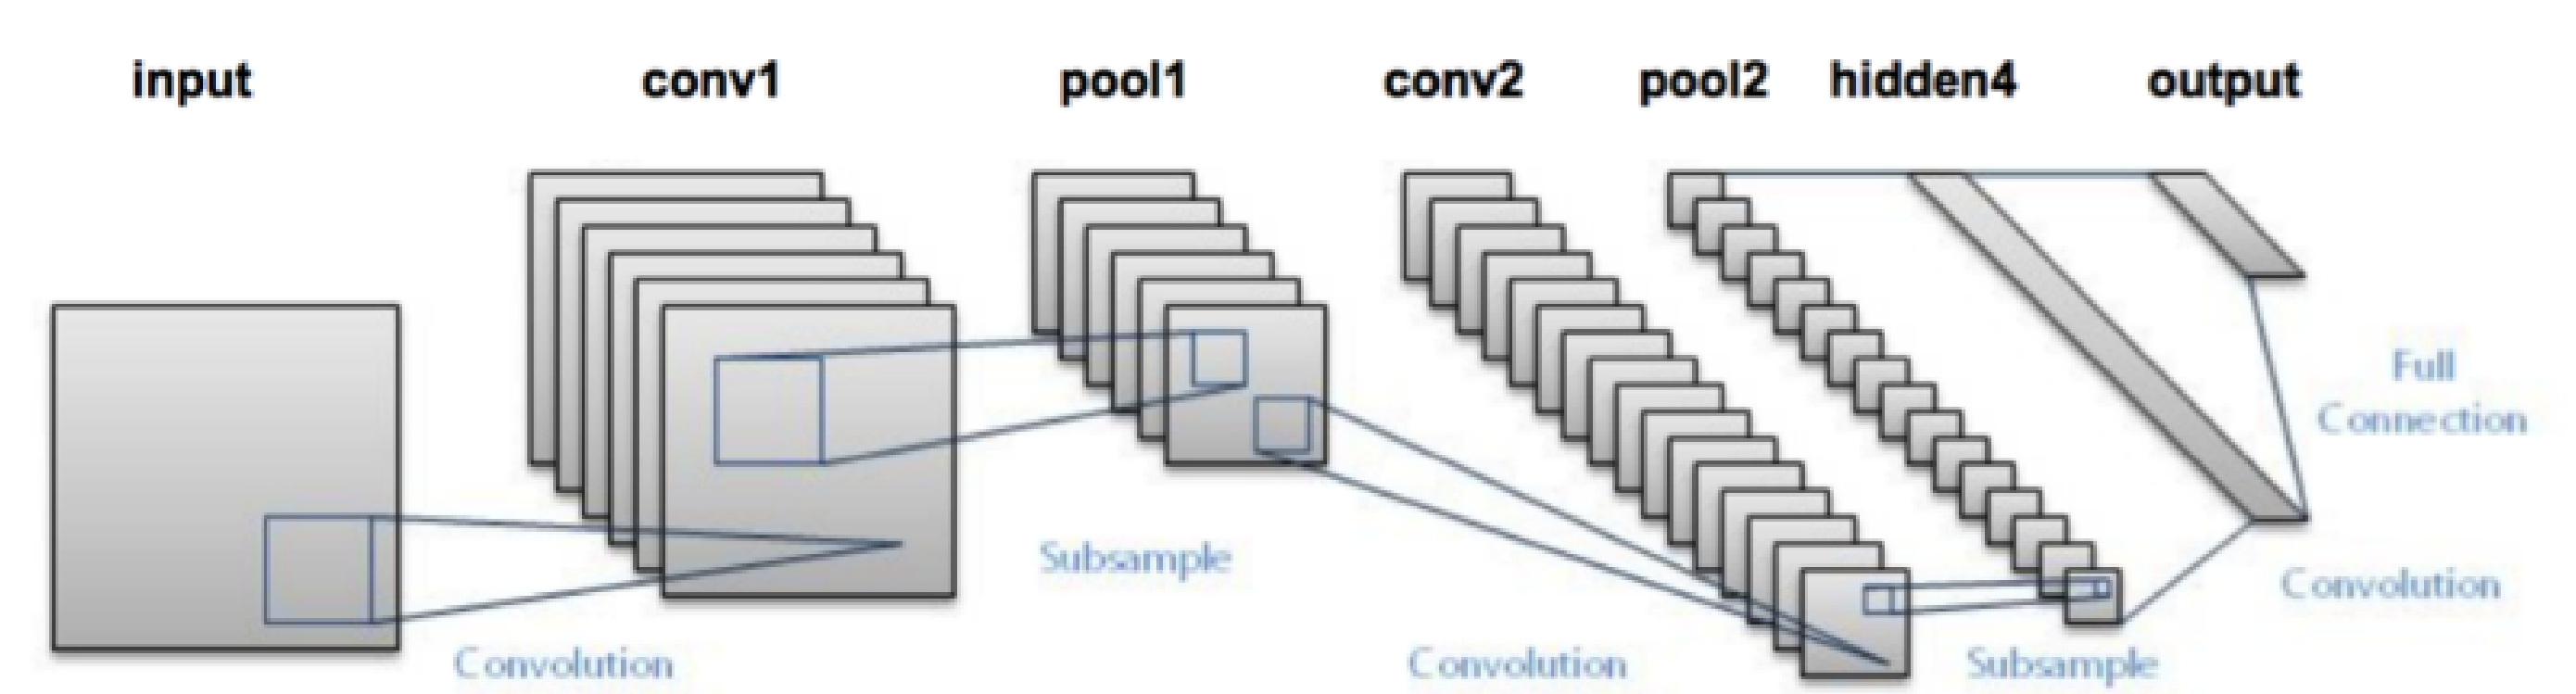 input conv1 pool1 conv2 pool2 hidden4 output
Full
Connection
Subsample
Convolution
Convolution
Convolution
Subsample